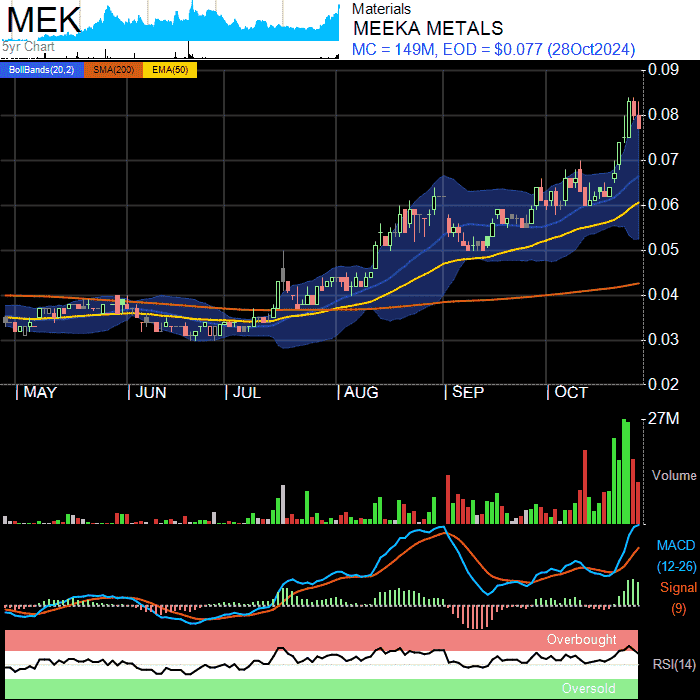 MEK
5yr Chart
Materials
MEEKA METALS
MC = 149M, EOD = $0.077 (28Oct2024)
BollBands(20,2) SMA(200) EMA(50)
0.09
0.08
0.07
0.06
0.05
0.04
0.03
0.02
MAY JUN JUL AUG SEP OCT
27M
Volume
MACD
(12-26)
Signal
(9)
Overbought
RSI(14)
Oversold